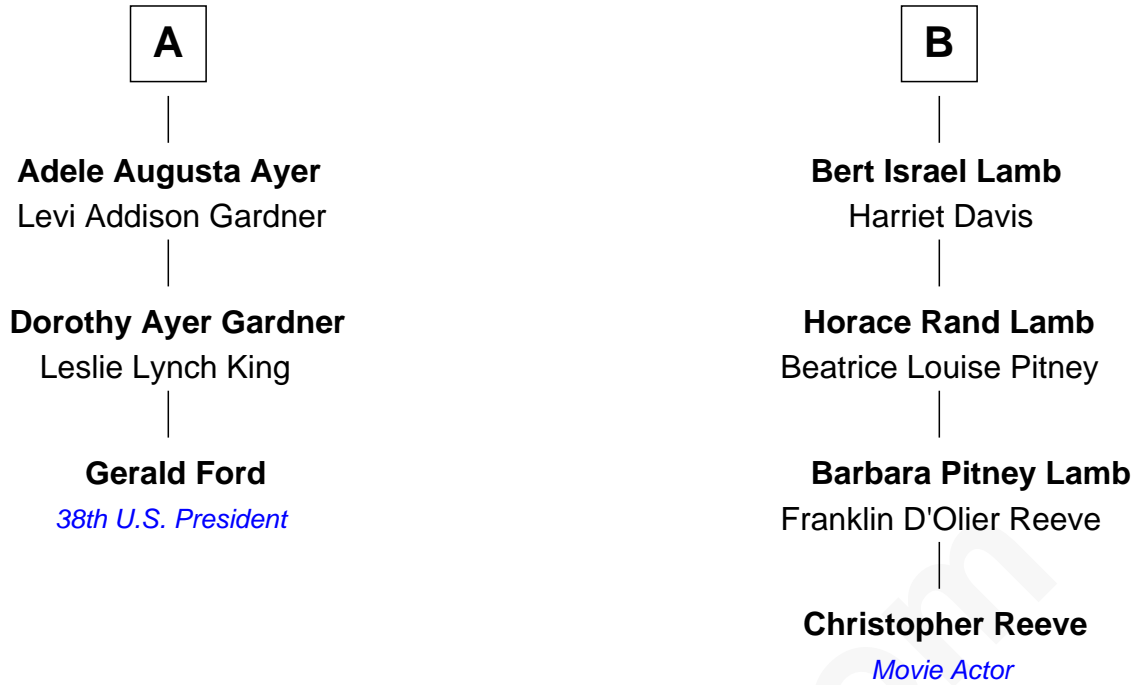 A
Adele Augusta Ayer
Levi Addison Gardner
Dorothy Ayer Gardner
Leslie Lynch King
Gerald Ford
38th U.S. President
B
Bert Israel Lamb
Harriet Davis
Horace Rand Lamb
Beatrice Louise Pitney
Barbara Pitney Lamb
Franklin D'Olier Reeve
Christopher Reeve
Movie Actor